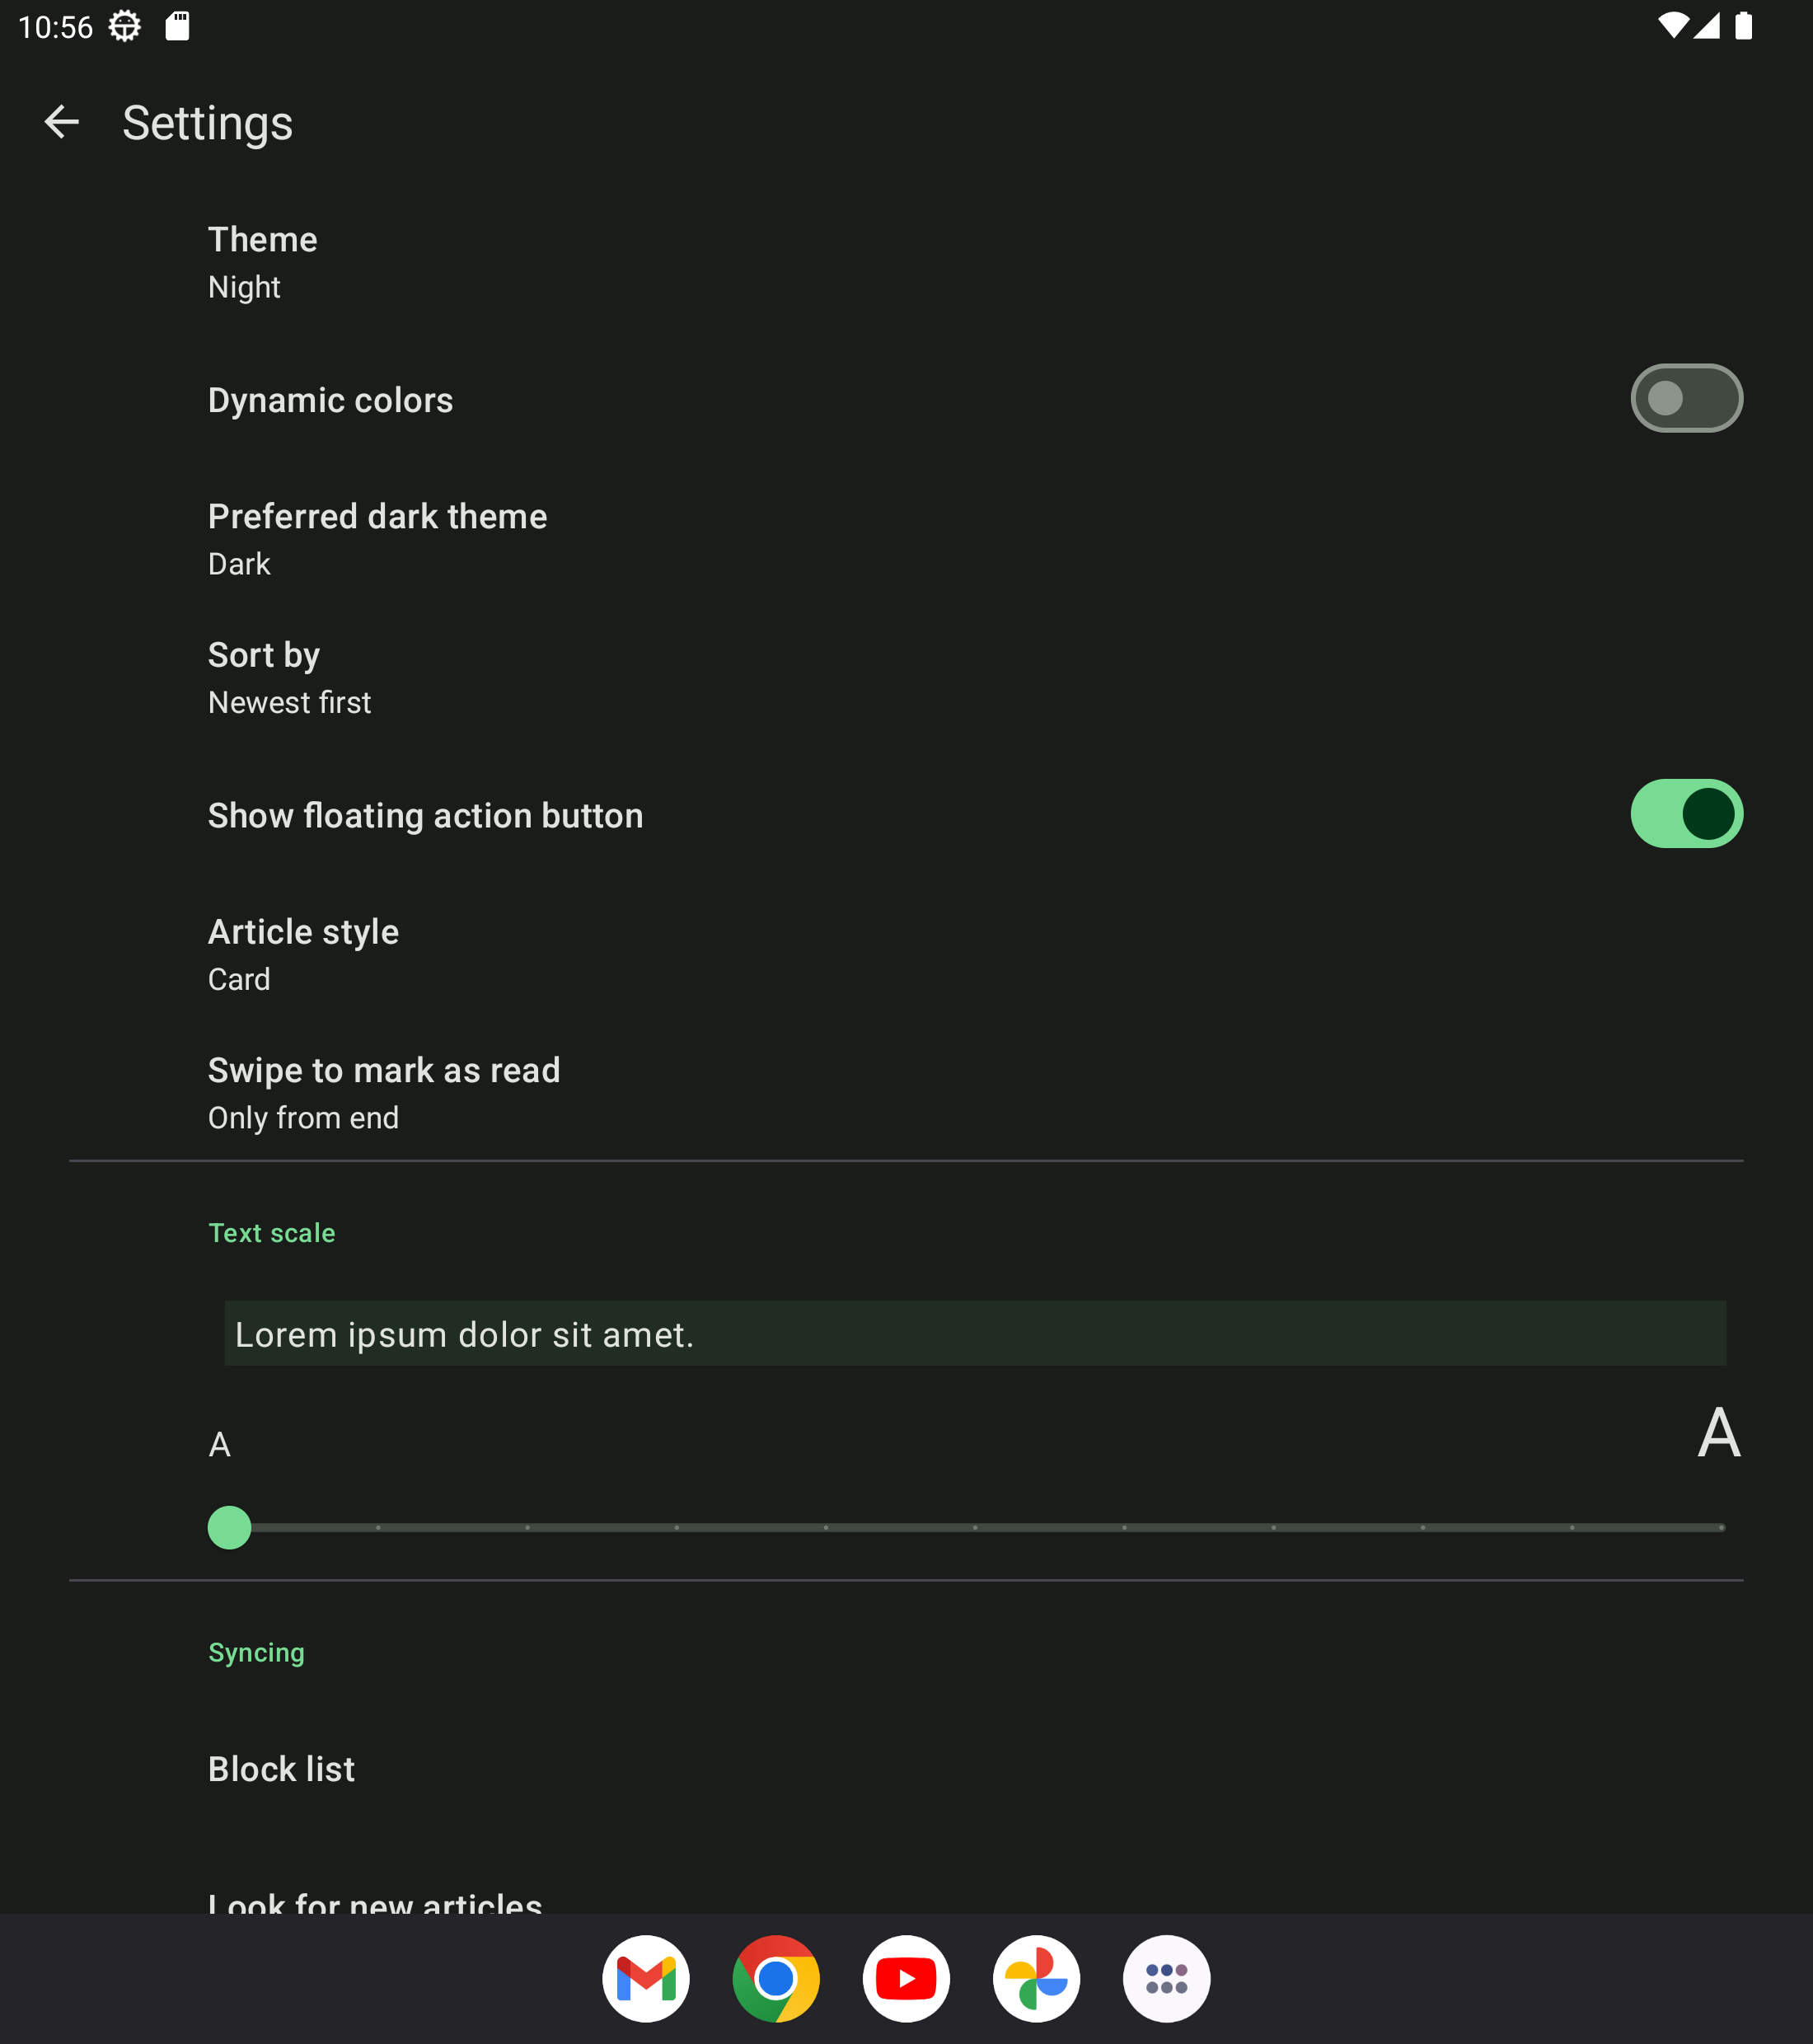 10:56
Settings
Theme
Night
Dynamic colors
Preferred dark theme
Dark
Sort by
Newest first
Show floating action button
Article style
Card
Swipe to mark as read
Only from end
Text scale
Lorem ipsum dolor sit amet.
A A
Syncing
Block list
Look for new articles